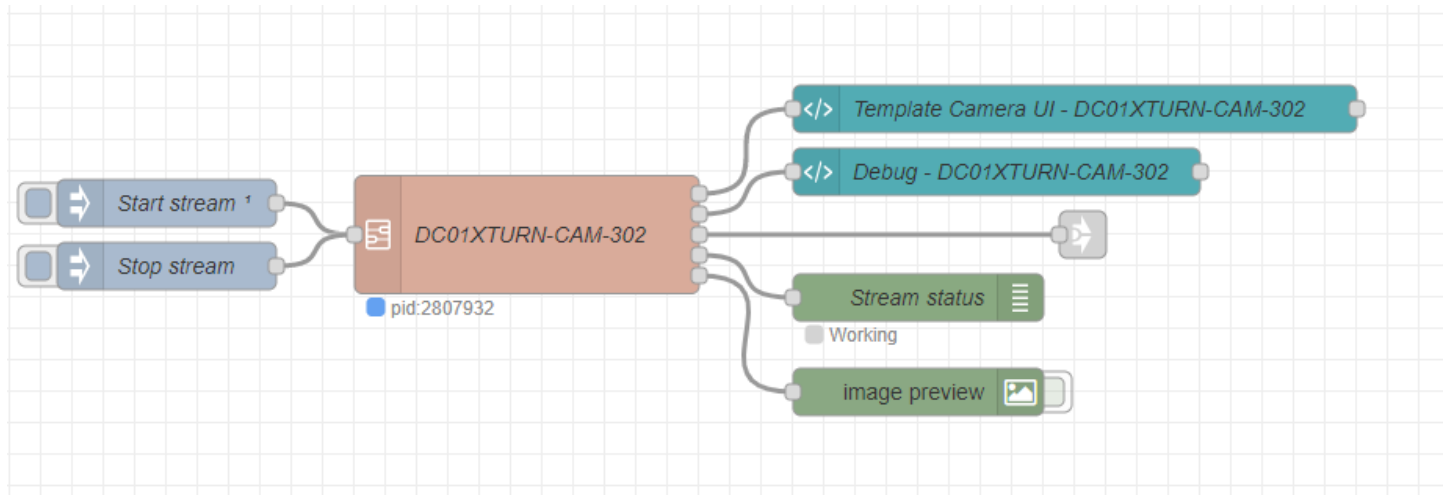 Template Camera UI - DC01XTURN-CAM-302
</> 
Debug - DC01XTURN-CAM-302
</>
Start stream ¹
DC01XTURN-CAM-302
Stop stream
Stream status
pid:2807932
Working
image preview